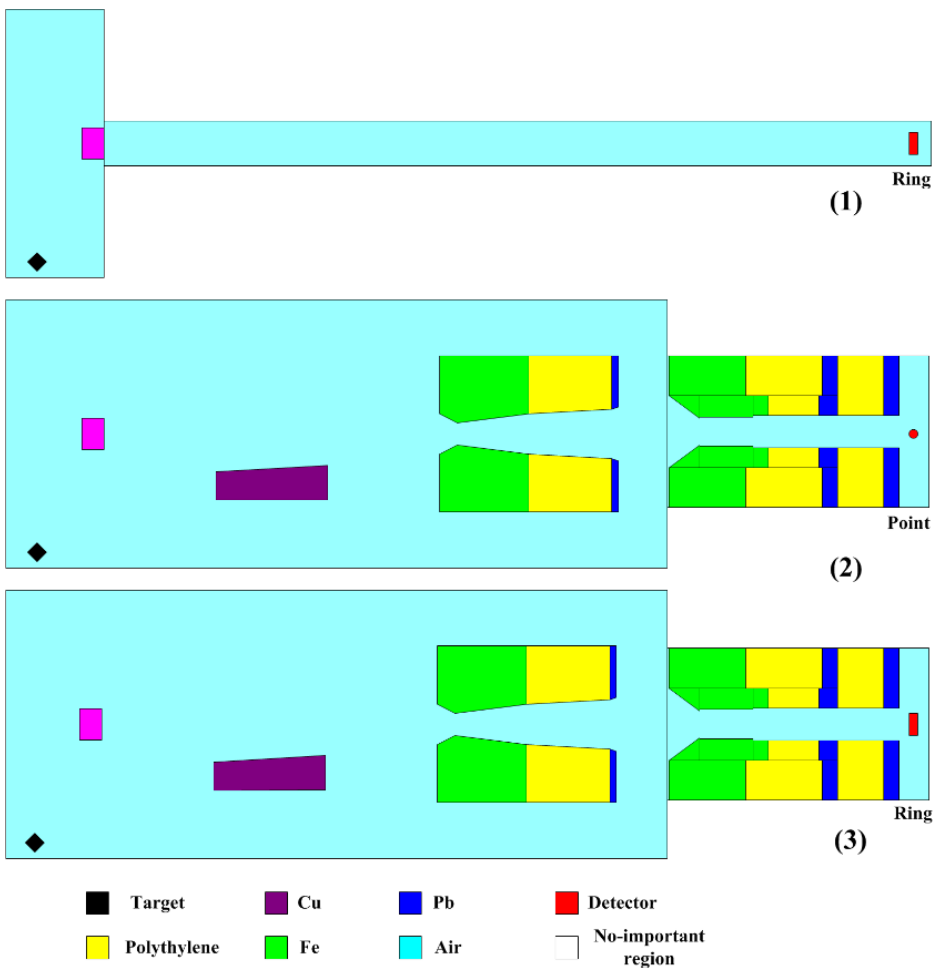 Ring
(1)
Point
(2)
Ring
(3)
Target
Cu
Pb
Detector
Polythylene
Fe
Air
No-important
region